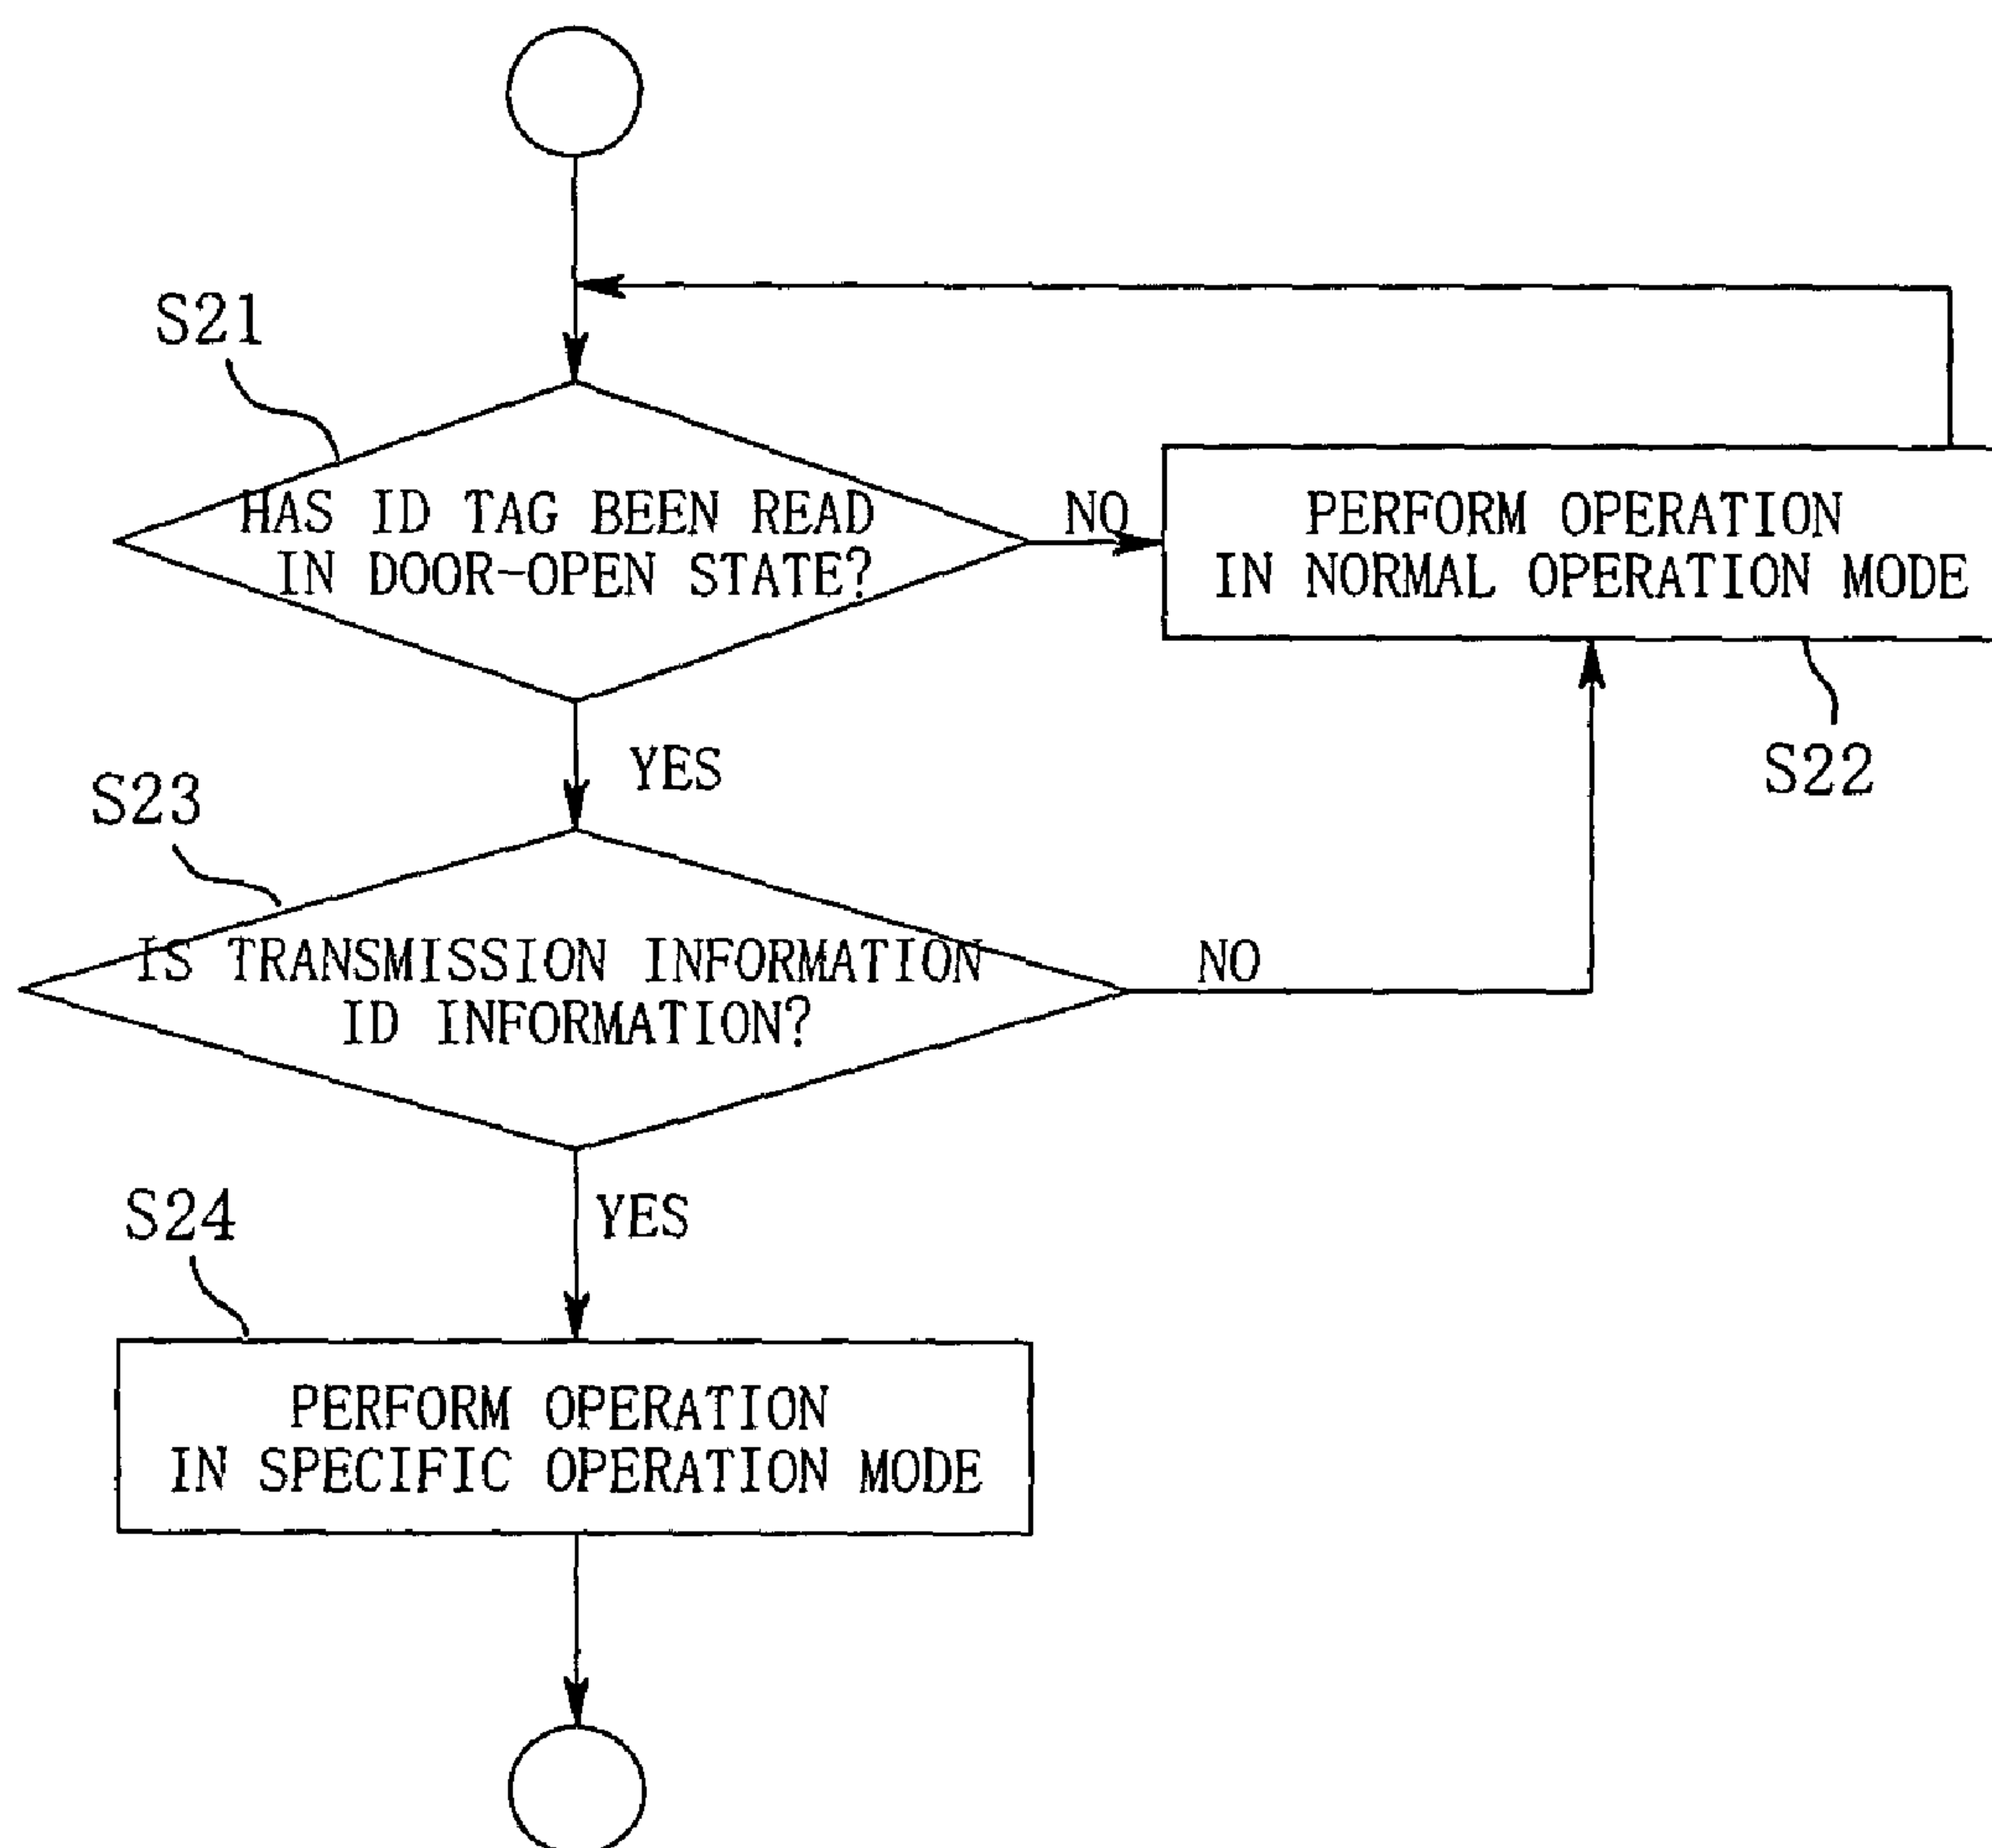 S21
HAS ID TAG BEEN READ
IN DOOR-OPEN STATE?
NO
PERFORM OPERATION
IN NORMAL OPERATION MODE
S22
YES
S23
IS TRANSMISSION INFORMATION
ID INFORMATION?
NO
YES
S24
PERFORM OPERATION
IN SPECIFIC OPERATION MODE